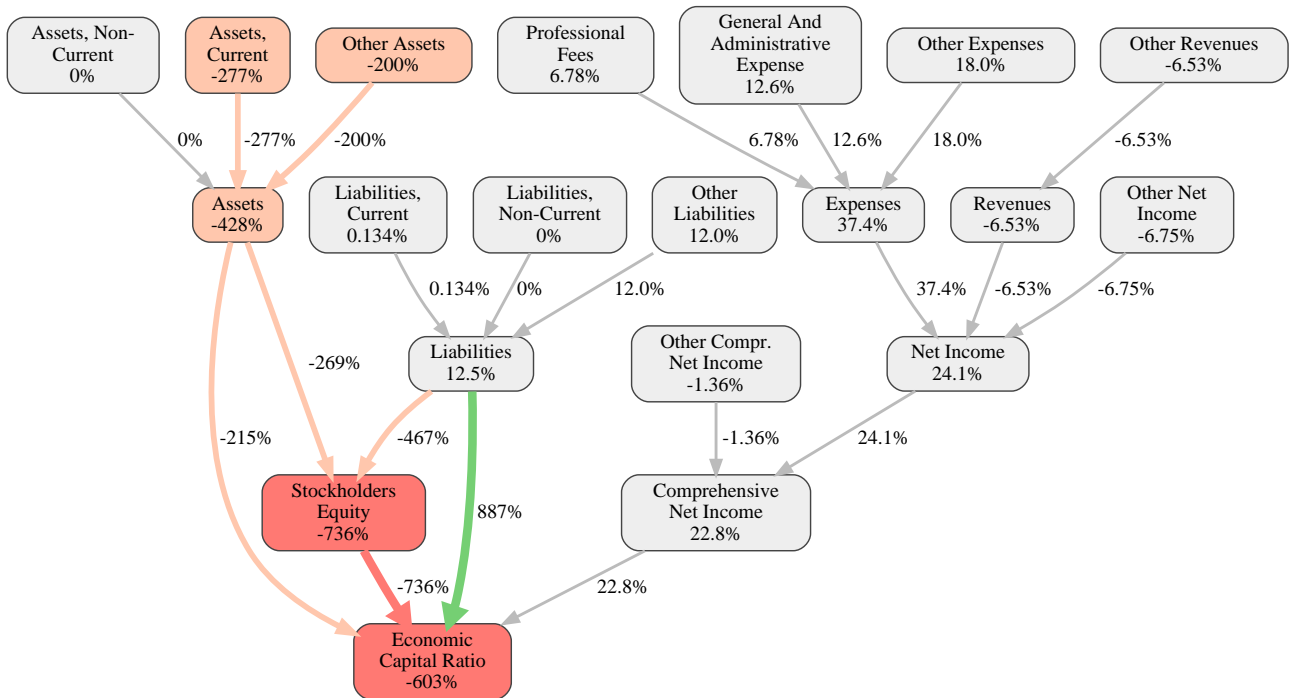 Assets, Non-
Current
0%
Assets,
Current
-277%
Other Assets
-200%
Professional
Fees
6.78%
General And
Administrative
Expense
12.6%
Other Expenses
18.0%
Other Revenues
-6.53%
0%
-277%
-200%
6.78%
12.6%
18.0%
-6.53%
Assets
-428%
Liabilities,
Current
0.134%
Liabilities,
Non-Current
0%
Other
Liabilities
12.0%
Expenses
37.4%
Revenues
-6.53%
Other Net
Income
-6.75%
0.134%
0%
12.0%
37.4%
-6.53%
-6.75%
-269%
Liabilities
12.5%
Other Compr.
Net Income
-1.36%
Net Income
24.1%
-215%
-467%
-1.36%
24.1%
Stockholders
Equity
-736%
887%
Comprehensive
Net Income
22.8%
-736%
22.8%
Economic
Capital Ratio
-603%